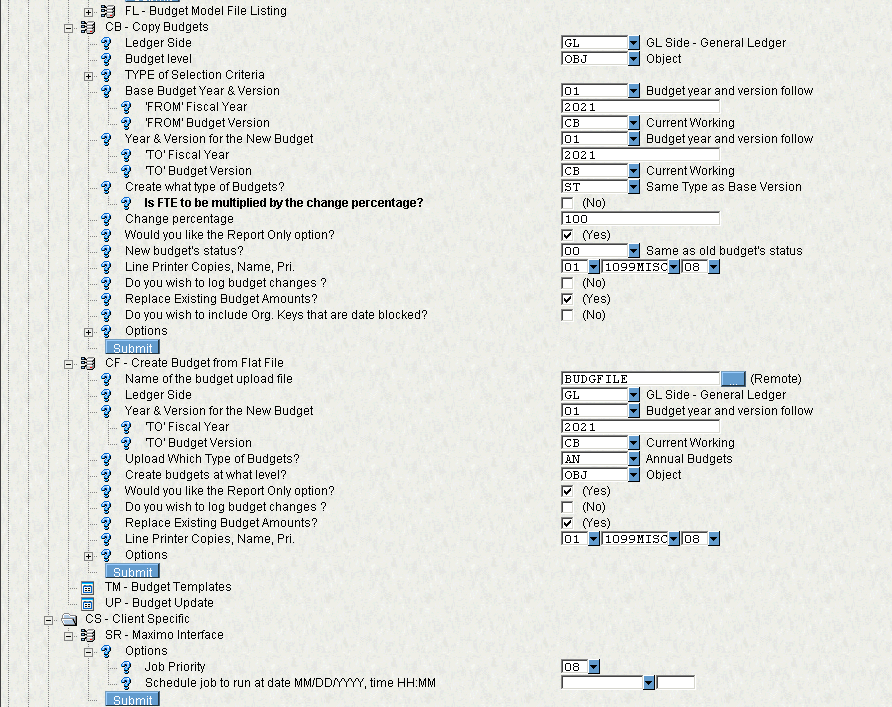 FL - Budget Model File Listing
CB - Copy Budgets
Ledger Side GL GL Side - General Ledger
Budget level OBJ Object
TYPE of Selection Criteria
Base Budget Year & Version 01 Budget year and version follow
'FROM' Fiscal Year 2021
'FROM' Budget Version CB Current Working
Year & Version for the New Budget 01 Budget year and version follow
'TO' Fiscal Year 2021
'TO' Budget Version CB Current Working
Create what type of Budgets? ST Same Type as Base Version
Is FTE to be multiplied by the change percentage? (No)
Change percentage 100
Would you like the Report Only option? (Yes)
New budget's status? 00 Same as old budget's status
Line Printer Copies, Name, Pri. 01 1099MISC 08
Do you wish to log budget changes ? (No)
Replace Existing Budget Amounts? (Yes)
Do you wish to include Org. Keys that are date blocked? (No)
Options
Submit
CF - Create Budget from Flat File
Name of the budget upload file BUDGFILE ... (Remote)
Ledger Side GL GL Side - General Ledger
Year & Version for the New Budget 01 Budget year and version follow
'TO' Fiscal Year 2021
'TO' Budget Version CB Current Working
Upload Which Type of Budgets? AN Annual Budgets
Create budgets at what level? OBJ Object
Would you like the Report Only option? (Yes)
Do you wish to log budget changes ? (No)
Replace Existing Budget Amounts? (Yes)
Line Printer Copies, Name, Pri. 01 1099MISC 08
Options
Submit
TM - Budget Templates
UP - Budget Update
CS - Client Specific
SR - Maximo Interface
Options
Job Priority 08
Schedule job to run at date MM/DD/YYYY, time HH:MM
Submit